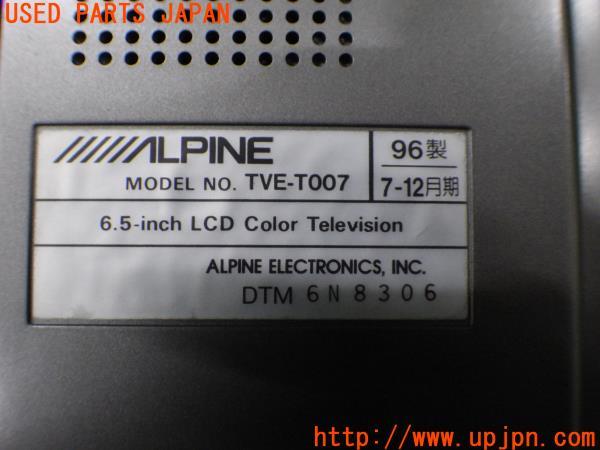 USED PARTS JAPAN
ALPINE
96製
MODEL NO. TVE-T007
7-12月期
6.5-inch LCD Color Television
ALPINE ELECTRONICS, INC.
DTM 6N8306
http://www.upjpn.com/